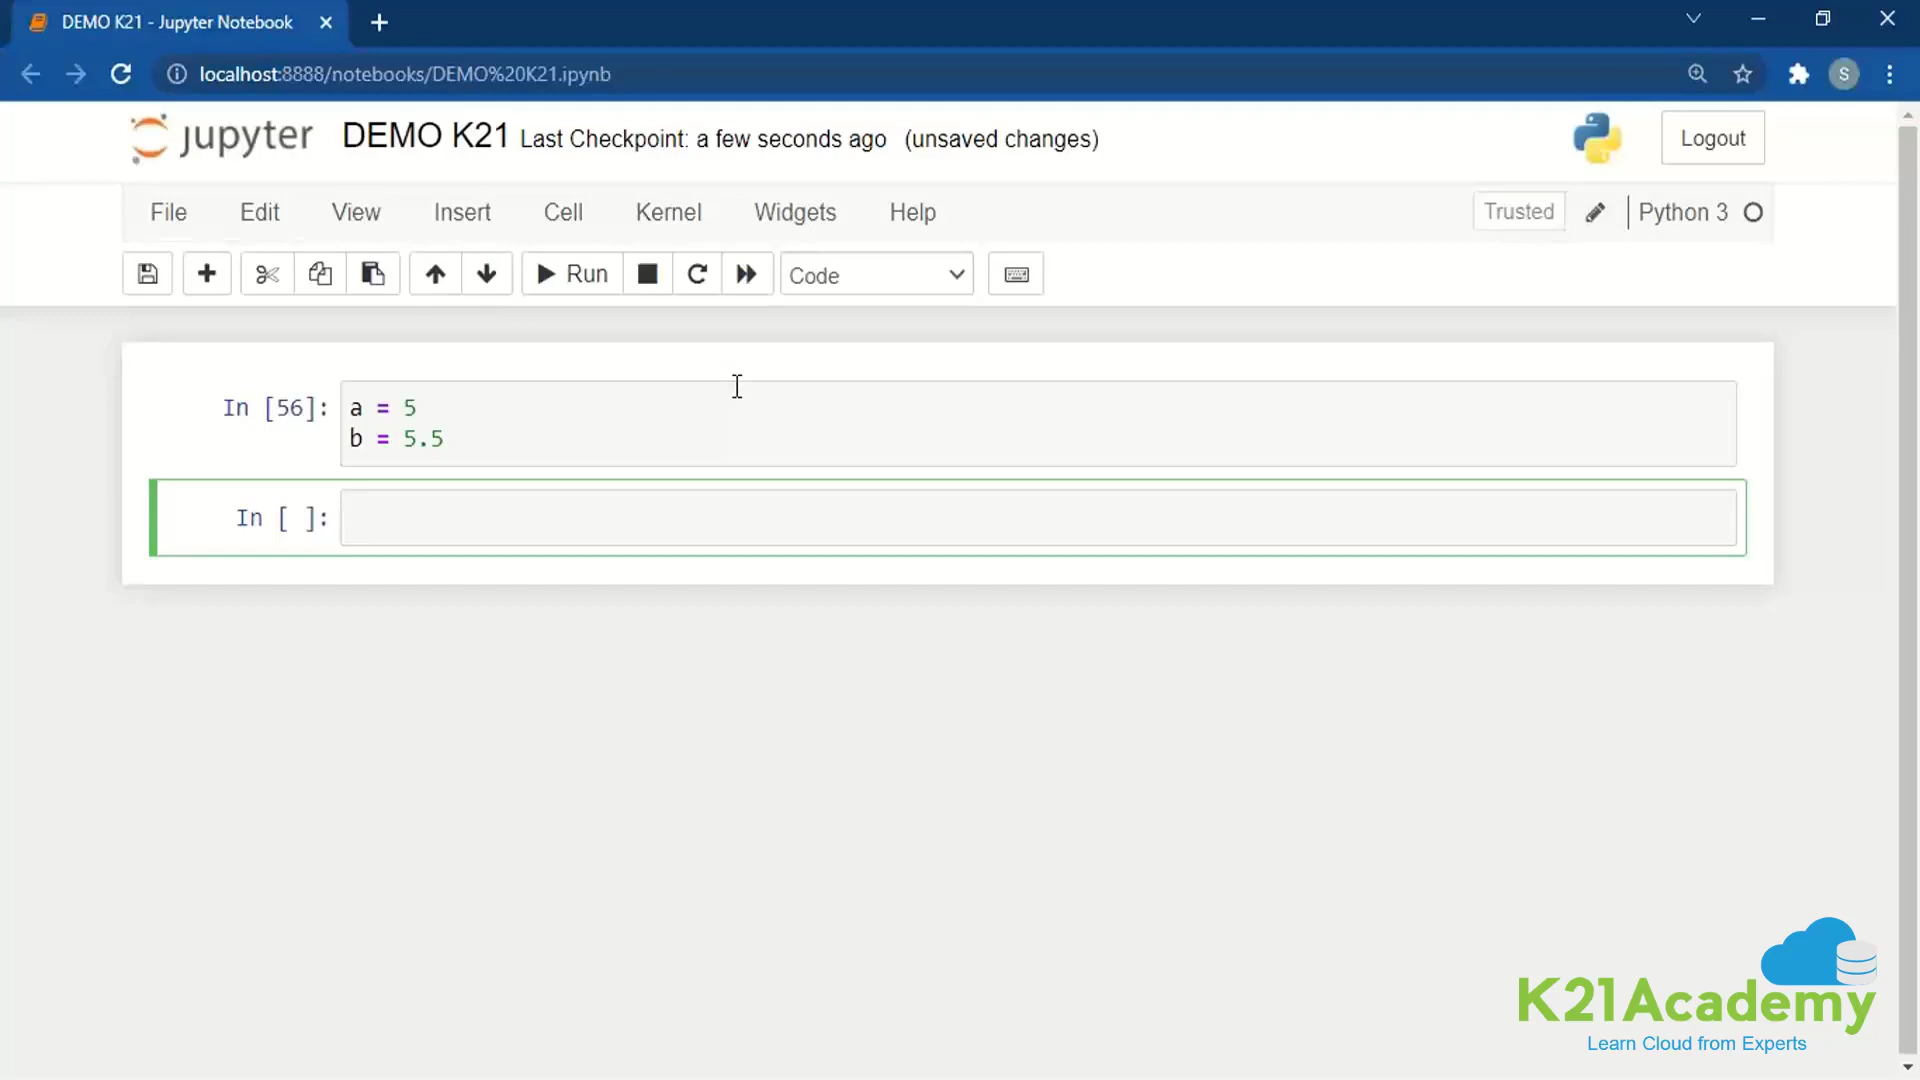 DEMO K21 - Jupyter Notebook
localhost:8888/notebooks/DEMO%20K21.ipynb
S
jupyter DEMO K21 Last Checkpoint: a few seconds ago (unsaved changes)
Logout
File Edit View Insert Cell Kernel Widgets Help
Trusted
Python 3
Run
Code
In [56]: a = 5
b = 5.5
In [ ]:
K21Academy
Learn Cloud from Experts